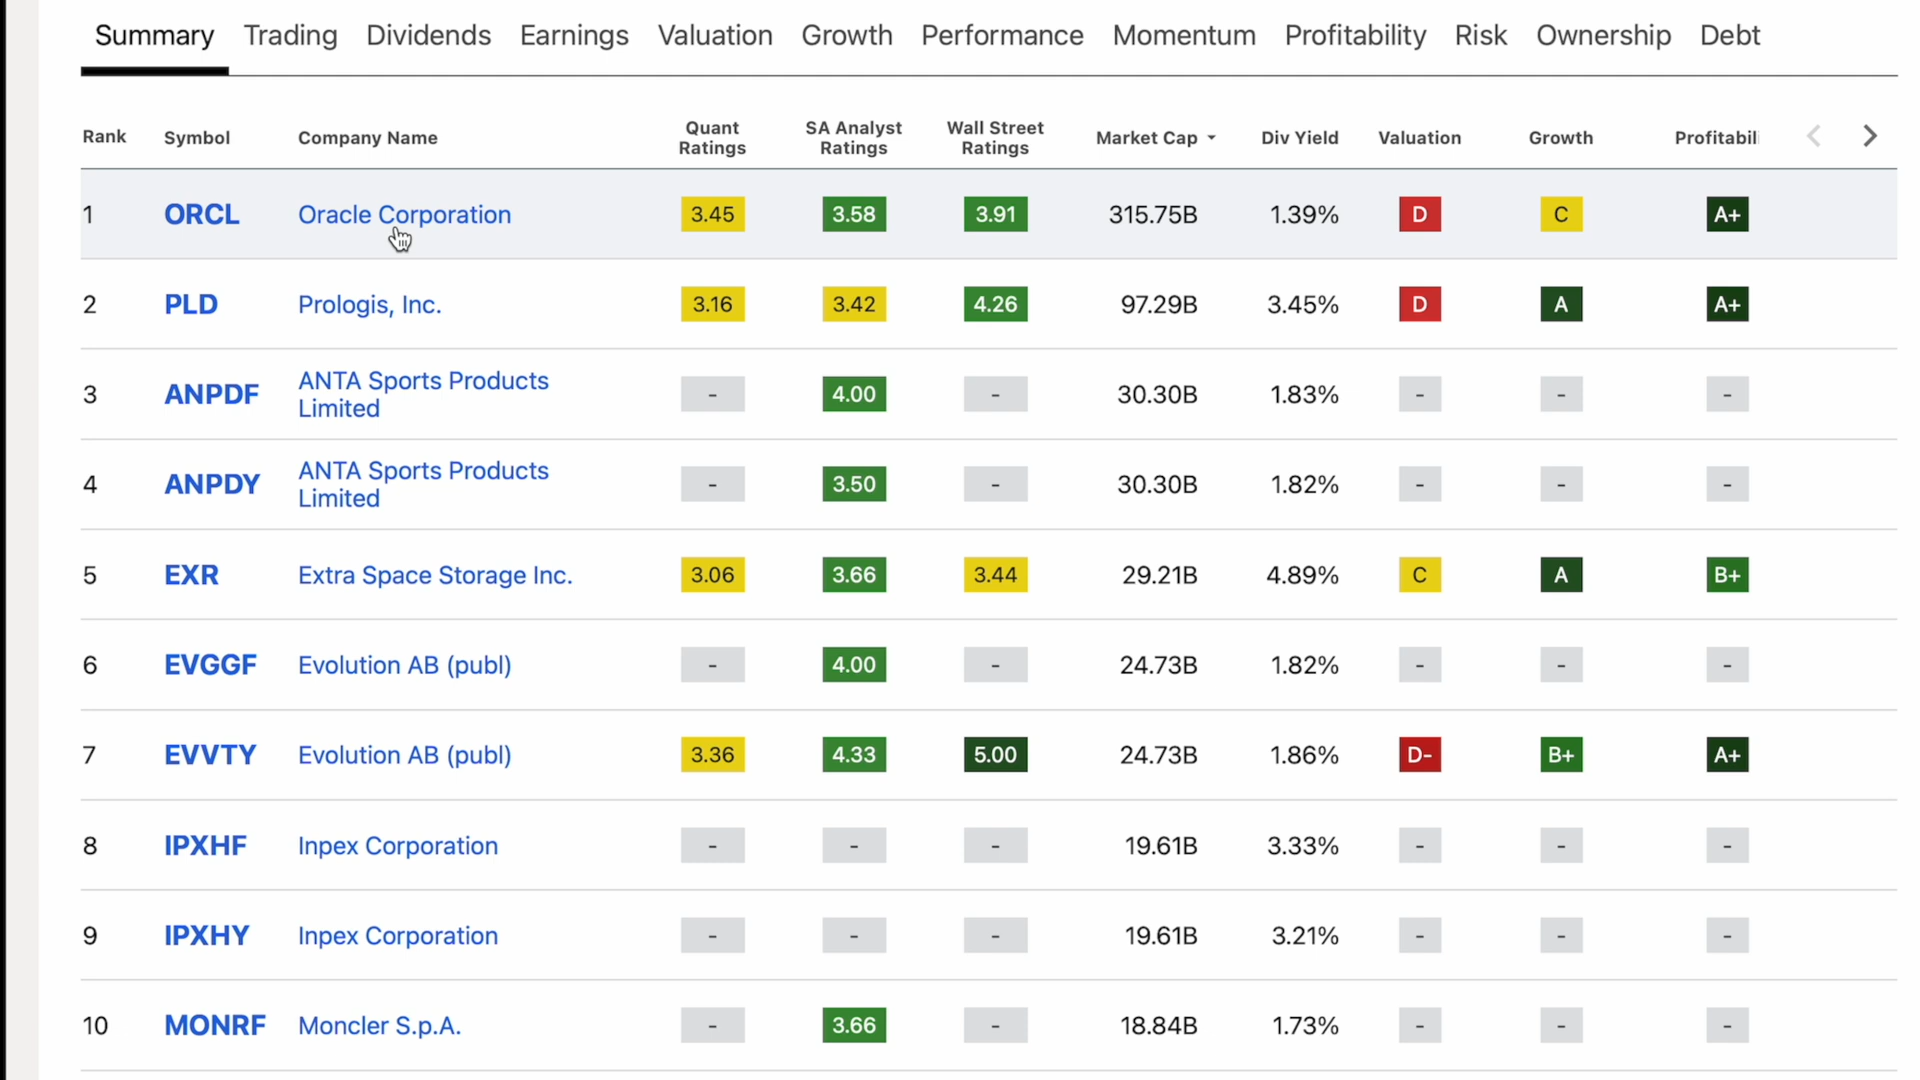 Summary Trading Dividends Earnings Valuation Growth Performance Momentum Profitability Risk Ownership Debt
Rank Symbol Company Name Quant Ratings SA Analyst Ratings Wall Street Ratings Market Cap Div Yield Valuation Growth Profitabil
1 ORCL Oracle Corporation 3.45 3.58 3.91 315.75B 1.39% D C A+
2 PLD Prologis, Inc. 3.16 3.42 4.26 97.29B 3.45% D A A+
3 ANPDF ANTA Sports Products Limited - 4.00 - 30.30B 1.83% - - -
4 ANPDY ANTA Sports Products Limited - 3.50 - 30.30B 1.82% - - -
5 EXR Extra Space Storage Inc. 3.06 3.66 3.44 29.21B 4.89% C A B+
6 EVGGF Evolution AB (publ) - 4.00 - 24.73B 1.82% - - -
7 EVVTY Evolution AB (publ) 3.36 4.33 5.00 24.73B 1.86% D- B+ A+
8 IPXHF Inpex Corporation - - - 19.61B 3.33% - - -
9 IPXHY Inpex Corporation - - - 19.61B 3.21% - - -
10 MONRF Moncler S.p.A. - 3.66 - 18.84B 1.73% - - -